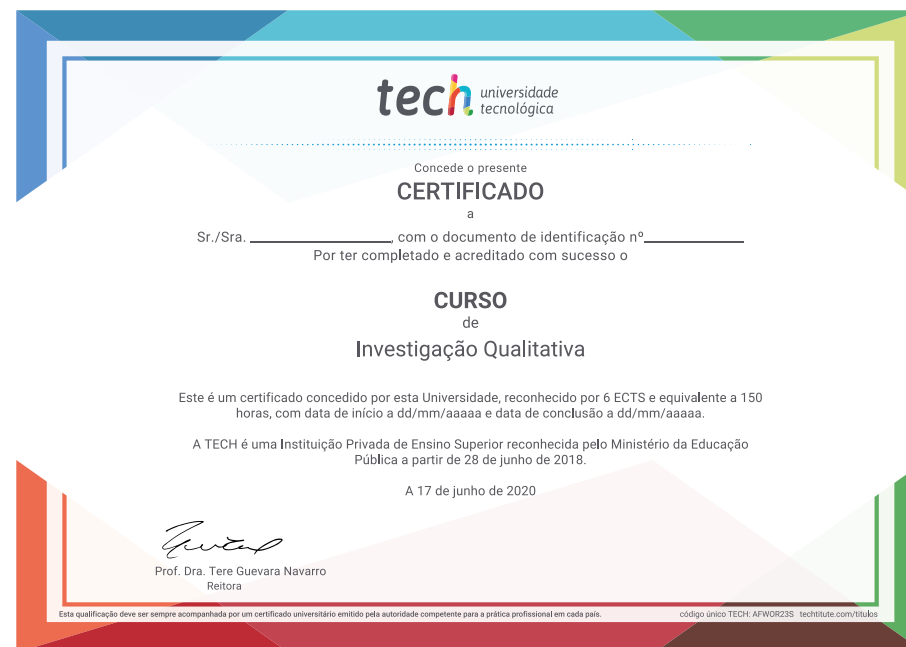 tech universidade
tecnológica
Concede o presente
CERTIFICADO
a
Sr./Sra. ____________, com o documento de identificação nº____________
Por ter completado e acreditado com sucesso o
CURSO
de
Investigação Qualitativa
Este é um certificado concedido por esta Universidade, reconhecido por 6 ECTS e equivalente a 150
horas, com data de início a dd/mm/aaaaa e data de conclusão a dd/mm/aaaaa.
A TECH é uma Instituição Privada de Ensino Superior reconhecida pelo Ministério da Educação
Pública a partir de 28 de junho de 2018.
A 17 de junho de 2020
Prof. Dra. Tere Guevara Navarro
Reitora
Esta qualificação deve ser sempre acompanhada por um certificado universitário emitido pela autoridade competente para a prática profissional em cada país. código único TECH: AFWOR23S techtitute.com/titulos